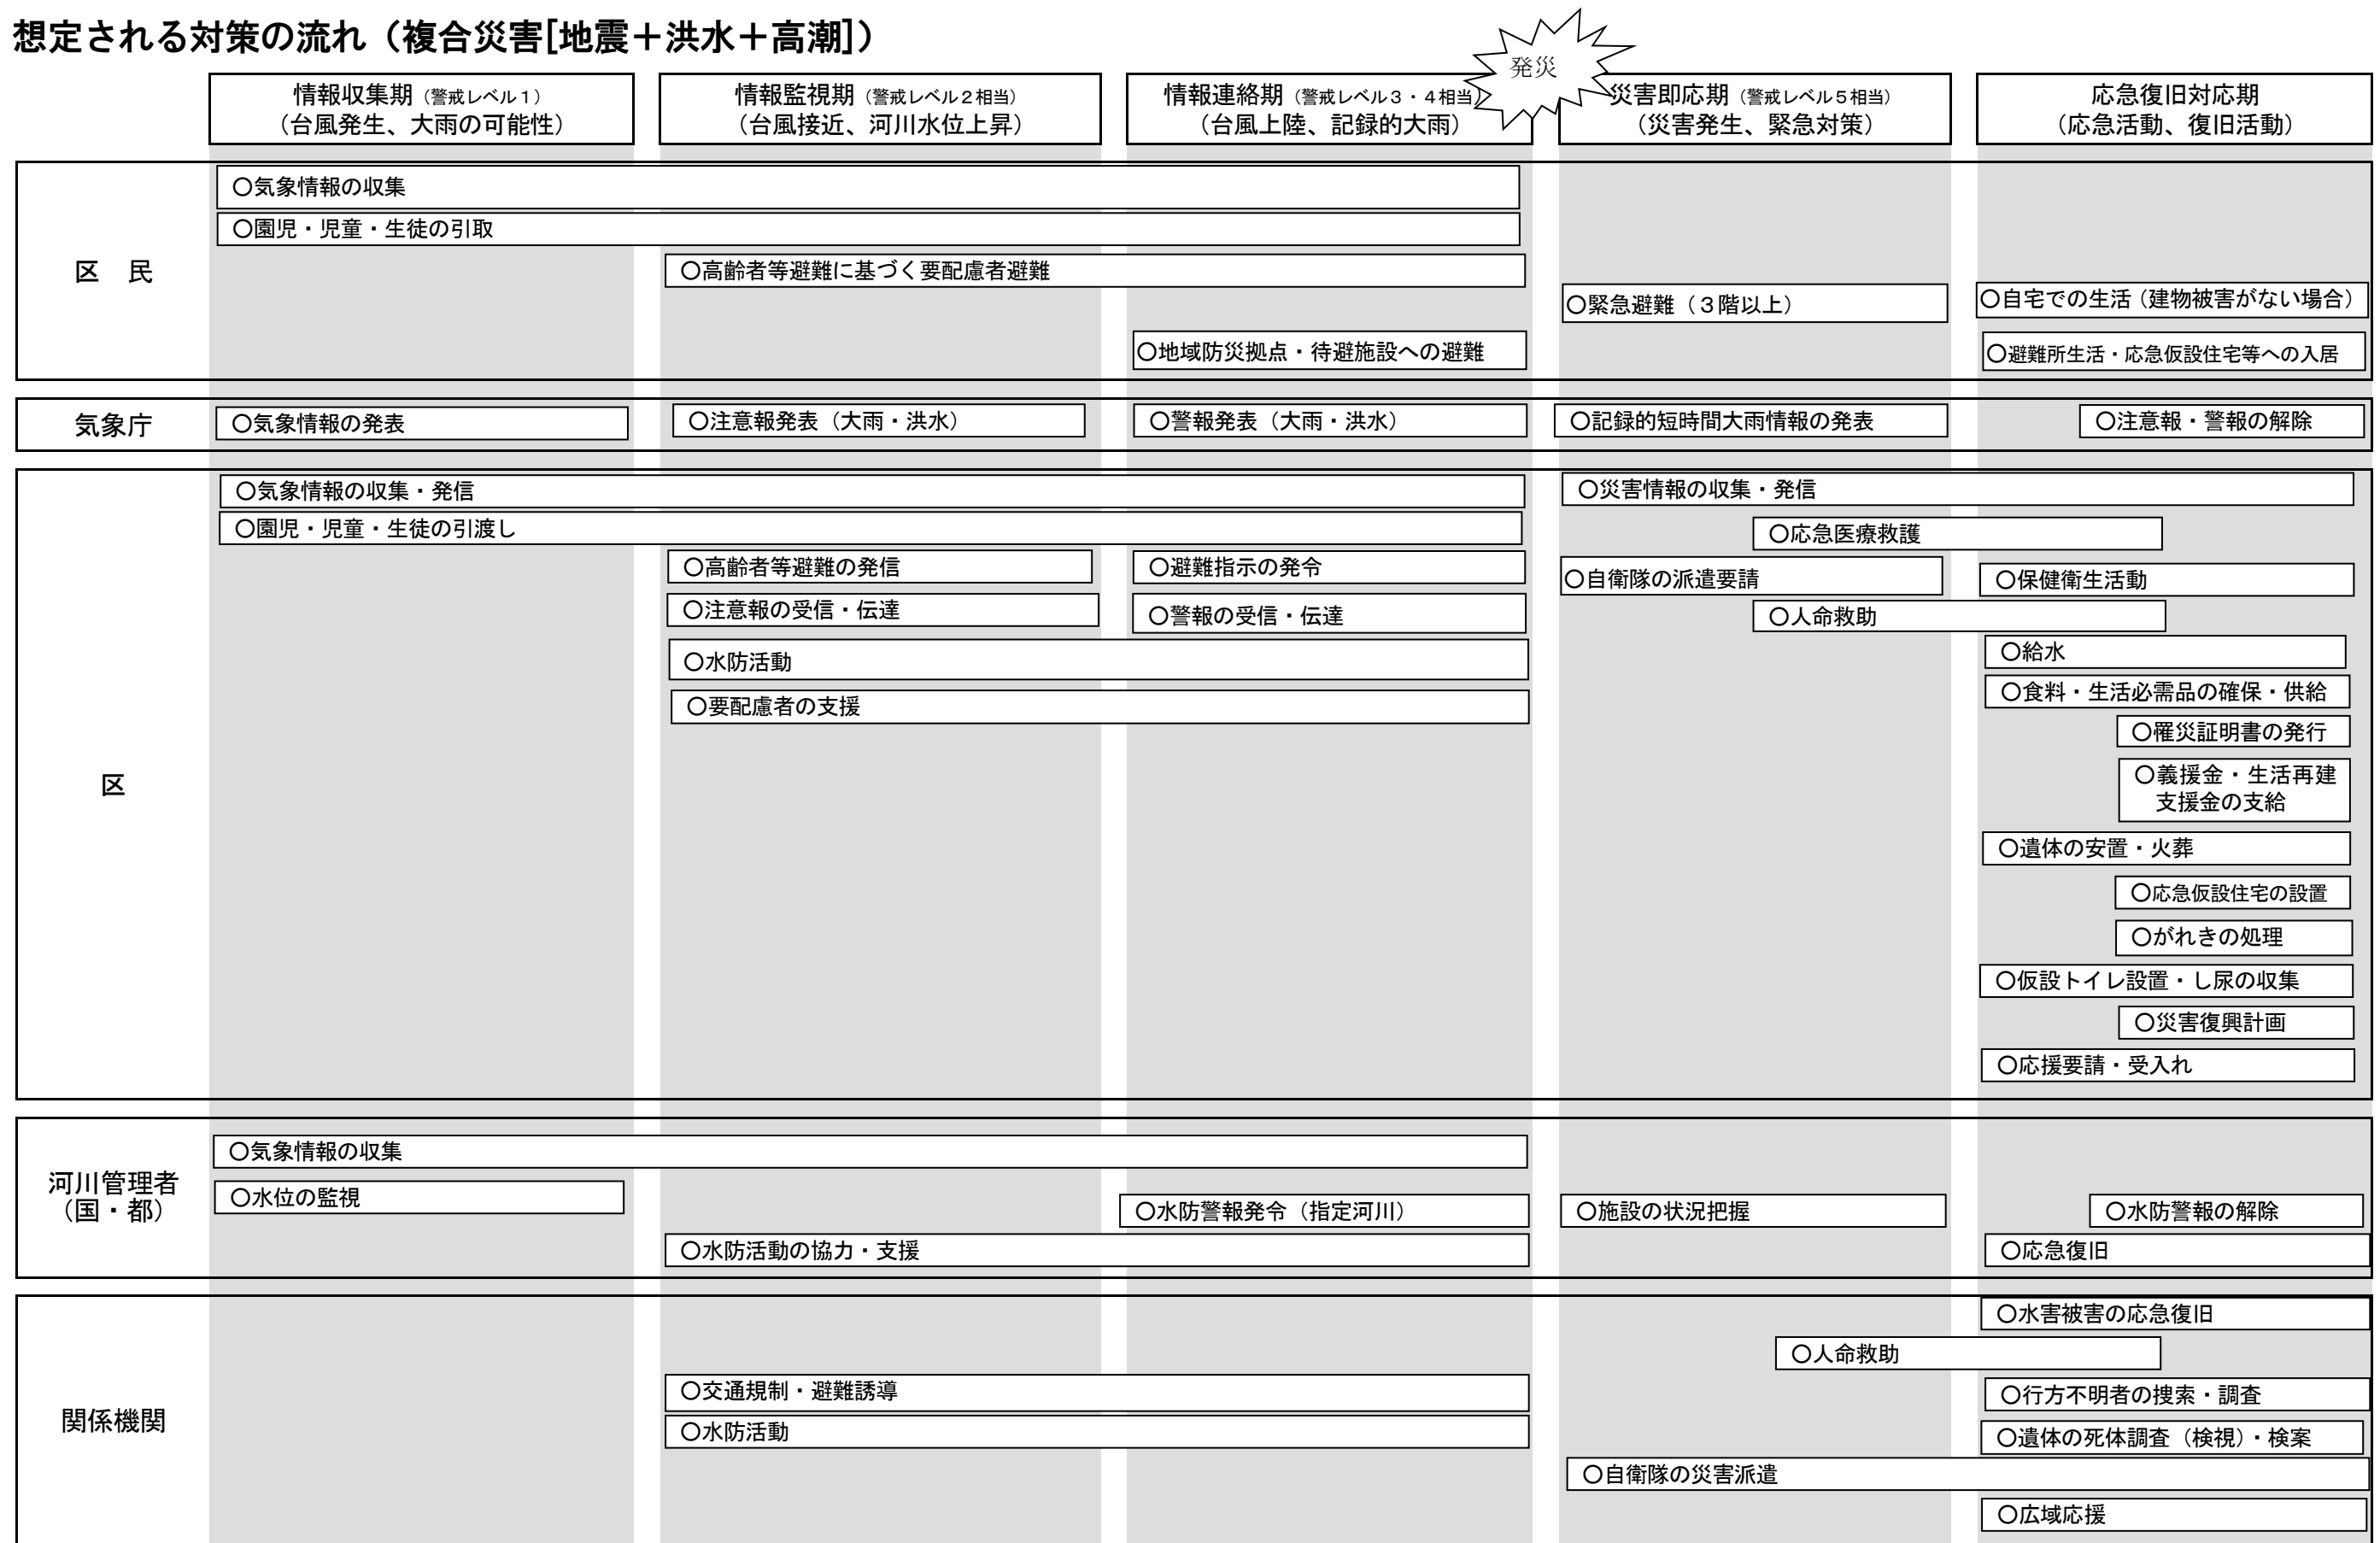 想定される対策の流れ（複合災害[地震＋洪水＋高潮]）
発災
情報収集期（警戒レベル１）
（台風発生、大雨の可能性）
情報監視期（警戒レベル２相当）
（台風接近、河川水位上昇）
情報連絡期（警戒レベル３・４相当）
（台風上陸、記録的大雨）
災害即応期（警戒レベル５相当）
（災害発生、緊急対策）
応急復旧対応期
（応急活動、復旧活動）
区　民
○気象情報の収集
○園児・児童・生徒の引取
○高齢者等避難に基づく要配慮者避難
○緊急避難（３階以上）
○自宅での生活（建物被害がない場合）
○地域防災拠点・待避施設への避難
○避難所生活・応急仮設住宅等への入居
気象庁
○気象情報の発表
○注意報発表（大雨・洪水）
○警報発表（大雨・洪水）
○記録的短時間大雨情報の発表
○注意報・警報の解除
区
○気象情報の収集・発信
○災害情報の収集・発信
○園児・児童・生徒の引渡し
○応急医療救護
○高齢者等避難の発信
○避難指示の発令
○自衛隊の派遣要請
○保健衛生活動
○注意報の受信・伝達
○警報の受信・伝達
○人命救助
○水防活動
○給水
○要配慮者の支援
○食料・生活必需品の確保・供給
○罹災証明書の発行
○義援金・生活再建
支援金の支給
○遺体の安置・火葬
○応急仮設住宅の設置
○がれきの処理
○仮設トイレ設置・し尿の収集
○災害復興計画
○応援要請・受入れ
河川管理者
（国・都）
○気象情報の収集
○水位の監視
○水防警報発令（指定河川）
○施設の状況把握
○水防警報の解除
○水防活動の協力・支援
○応急復旧
関係機関
○水害被害の応急復旧
○人命救助
○交通規制・避難誘導
○行方不明者の捜索・調査
○水防活動
○遺体の死体調査（検視）・検案
○自衛隊の災害派遣
○広域応援